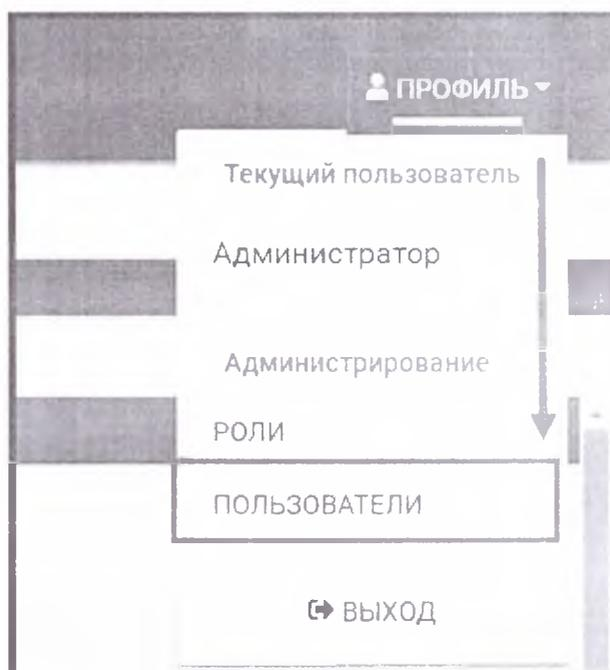 ПРОФИЛЬ
Текущий пользователь
Администратор
Администрирование
РОЛИ
ПОЛЬЗОВАТЕЛИ
ВЫХОД